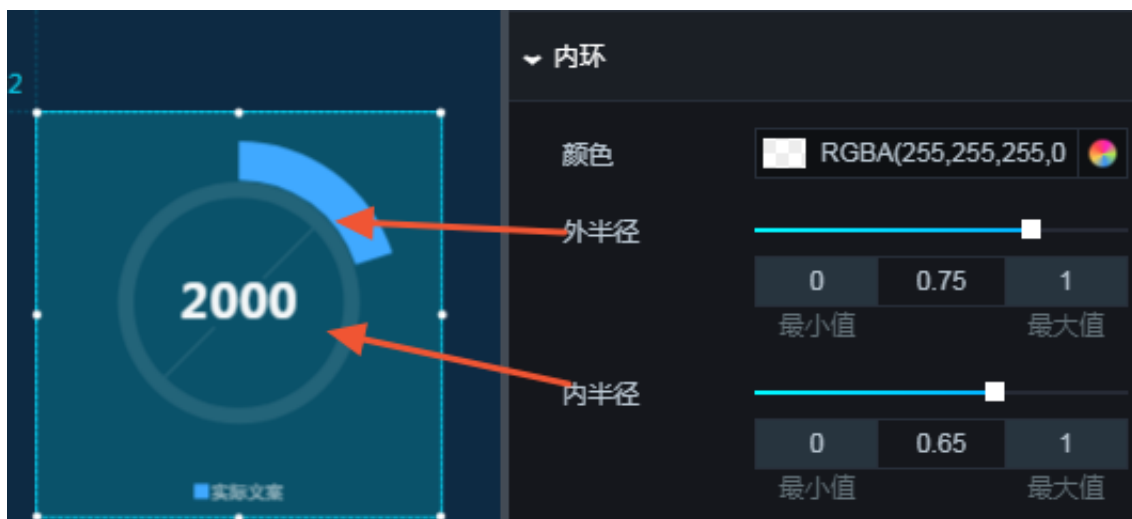 2
2000
实际文案
内环
颜色 RGBA(255,255,255,0
外半径
0 0.75 1
最小值 最大值
内半径
0 0.65 1
最小值 最大值